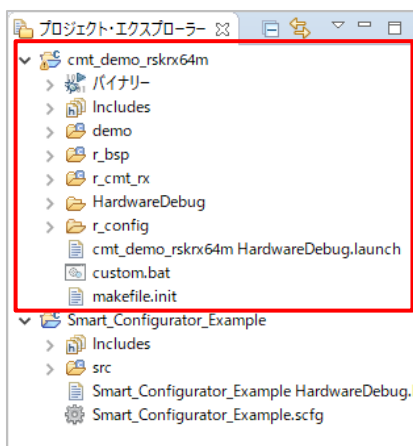 プロジェクト・エクスプローラー
cmt_demo_rskrx64m
バイナリー
Includes
demo
r_bsp
r_cmt_rx
HardwareDebug
r_config
cmt_demo_rskrx64m HardwareDebug.launch
custom.bat
makefile.init
Smart_Configurator_Example
Includes
src
Smart_Configurator_Example HardwareDebug.
Smart_Configurator_Example.scfg